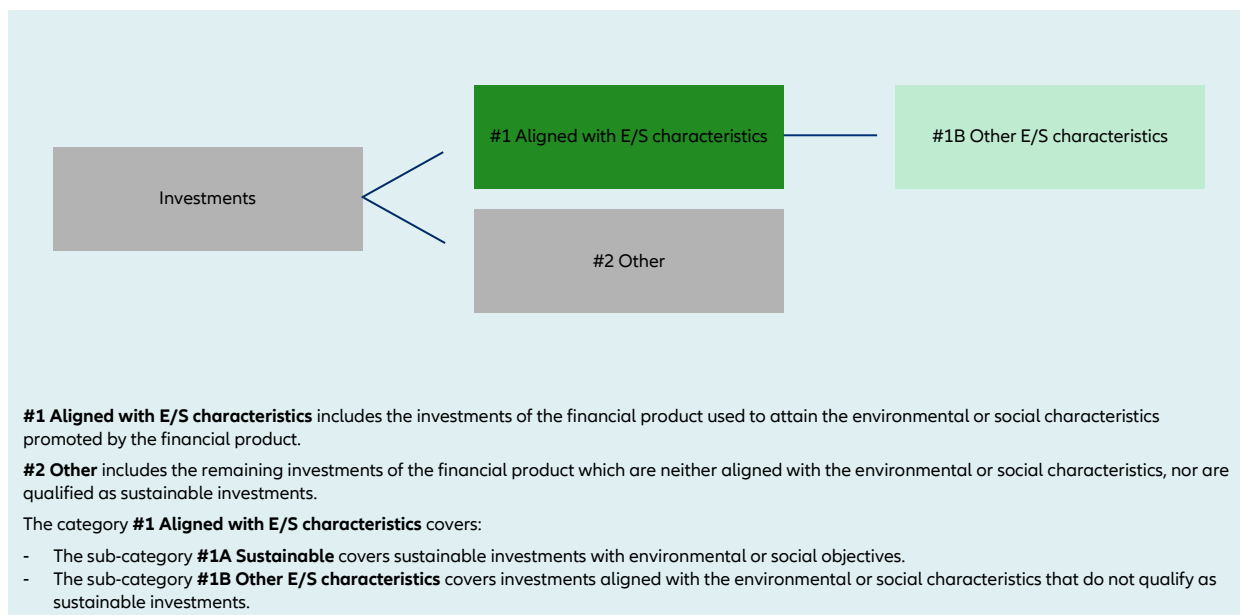 #1 Aligned with E/S characteristics
#1B Other E/S characteristics
Investments
#2 Other
#1 Aligned with E/S characteristics includes the investments of the financial product used to attain the environmental or social characteristics
promoted by the financial product.
#2 Other includes the remaining investments of the financial product which are neither aligned with the environmental or social characteristics, nor are
qualified as sustainable investments.
The category #1 Aligned with E/S characteristics covers:
- The sub-category #1A Sustainable covers sustainable investments with environmental or social objectives.
- The sub-category #1B Other E/S characteristics covers investments aligned with the environmental or social characteristics that do not qualify as
sustainable investments.